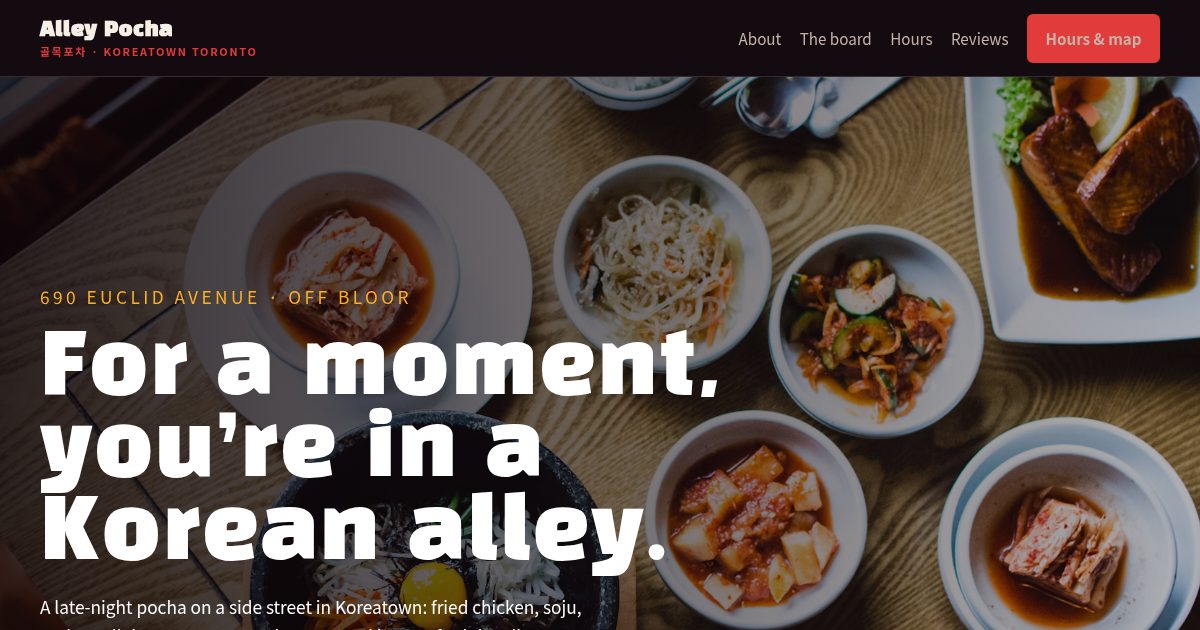 Alley Pocha
골목포차 · KOREATOWN TORONTO
About The board Hours Reviews Hours & map
690 EUCLID AVENUE · OFF BLOOR
For a moment,
you’re in a
Korean alley.
A late-night pocha on a side street in Koreatown: fried chicken, soju,